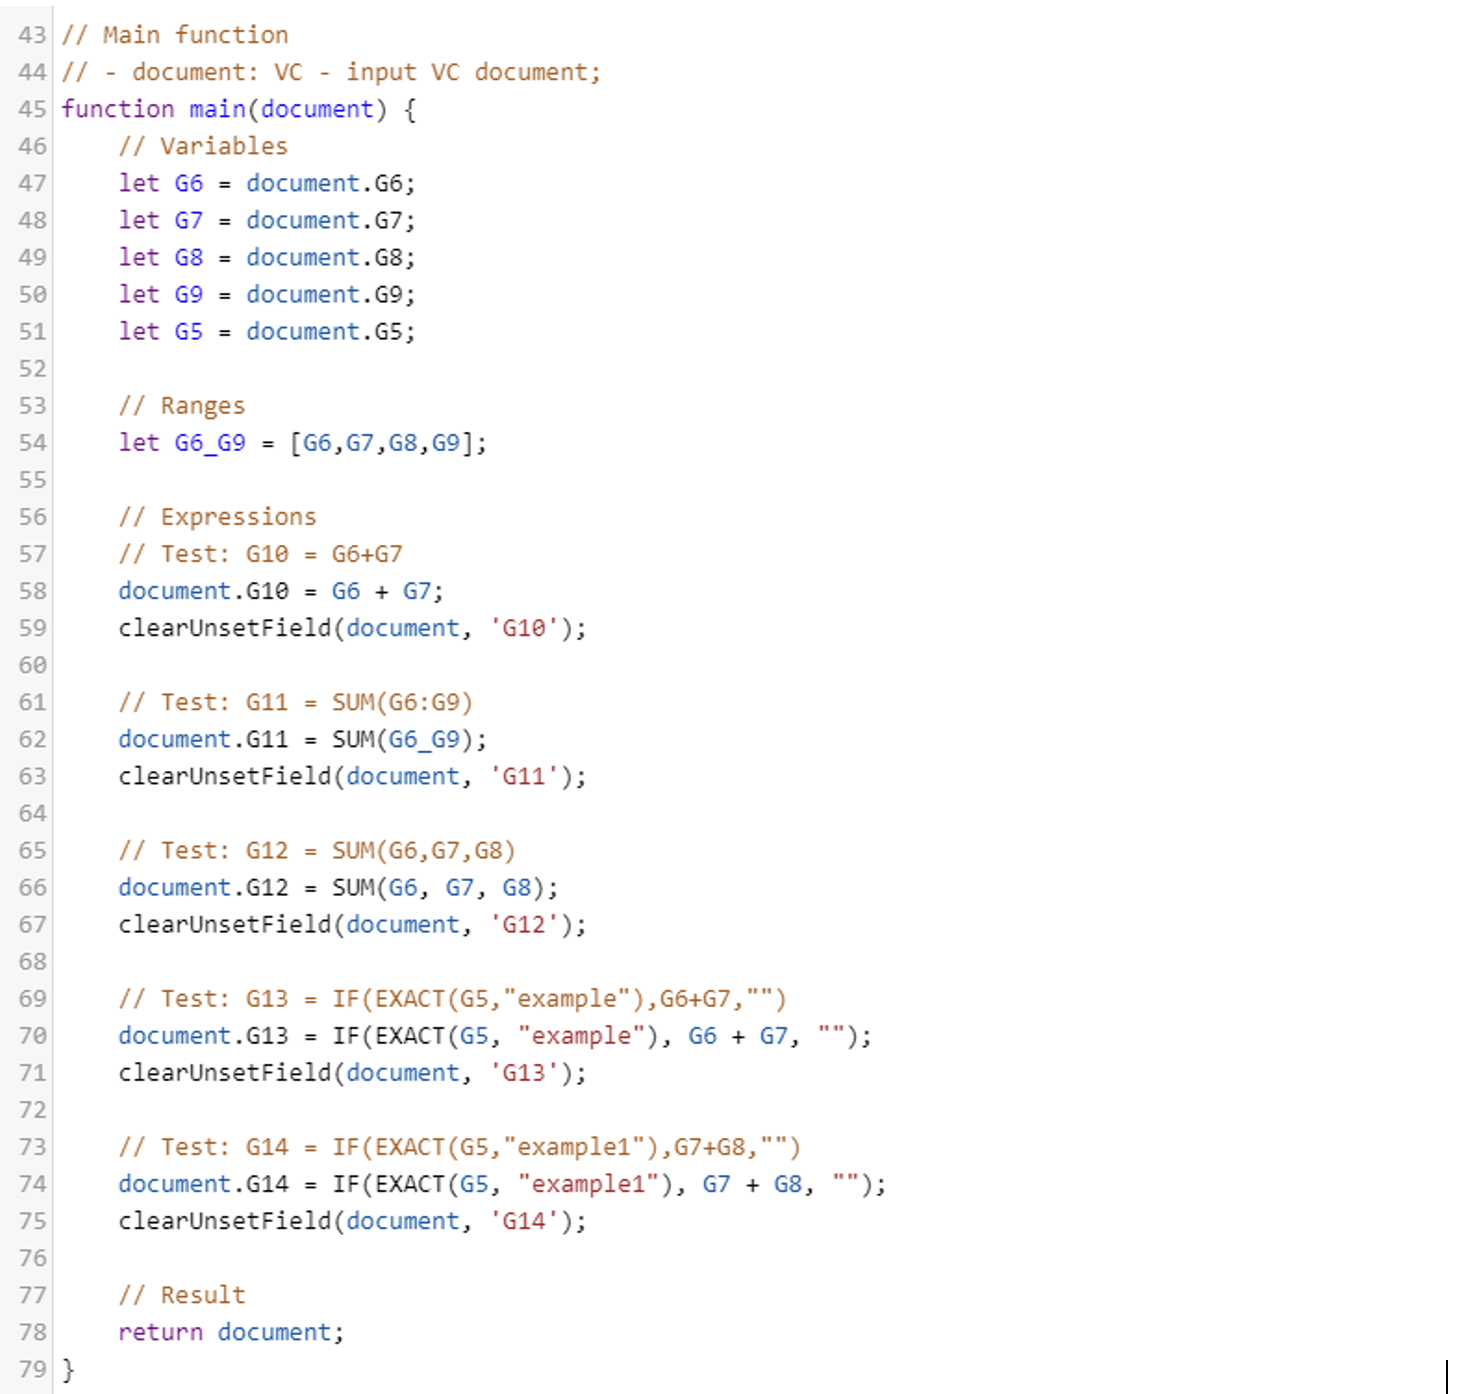 43 // Main function
44 // - document: VC - input VC document;
45 function main(document) {
46     // Variables
47     let G6 = document.G6;
48     let G7 = document.G7;
49     let G8 = document.G8;
50     let G9 = document.G9;
51     let G5 = document.G5;
52
53     // Ranges
54     let G6_G9 = [G6,G7,G8,G9];
55
56     // Expressions
57     // Test: G10 = G6+G7
58     document.G10 = G6 + G7;
59     clearUnsetField(document, 'G10');
60
61     // Test: G11 = SUM(G6:G9)
62     document.G11 = SUM(G6_G9);
63     clearUnsetField(document, 'G11');
64
65     // Test: G12 = SUM(G6,G7,G8)
66     document.G12 = SUM(G6, G7, G8);
67     clearUnsetField(document, 'G12');
68
69     // Test: G13 = IF(EXACT(G5,"example"),G6+G7,"")
70     document.G13 = IF(EXACT(G5, "example"), G6 + G7, "");
71     clearUnsetField(document, 'G13');
72
73     // Test: G14 = IF(EXACT(G5,"example1"),G7+G8,"")
74     document.G14 = IF(EXACT(G5, "example1"), G7 + G8, "");
75     clearUnsetField(document, 'G14');
76
77     // Result
78     return document;
79 }